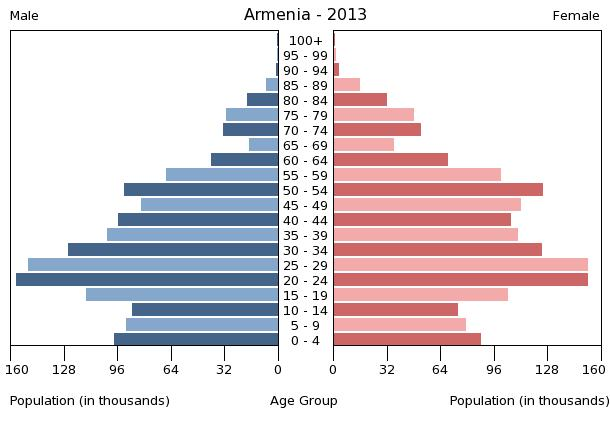 Male Armenia - 2013 Female
100+
95 - 99
90 - 94
85 - 89
80 - 84
75 - 79
70 - 74
65 - 69
60 - 64
55 - 59
50 - 54
45 - 49
40 - 44
35 - 39
30 - 34
25 - 29
20 - 24
15 - 19
10 - 14
5 - 9
0 - 4
160 128 96 64 32 0 0 32 64 96 128 160
Population (in thousands) Age Group Population (in thousands)